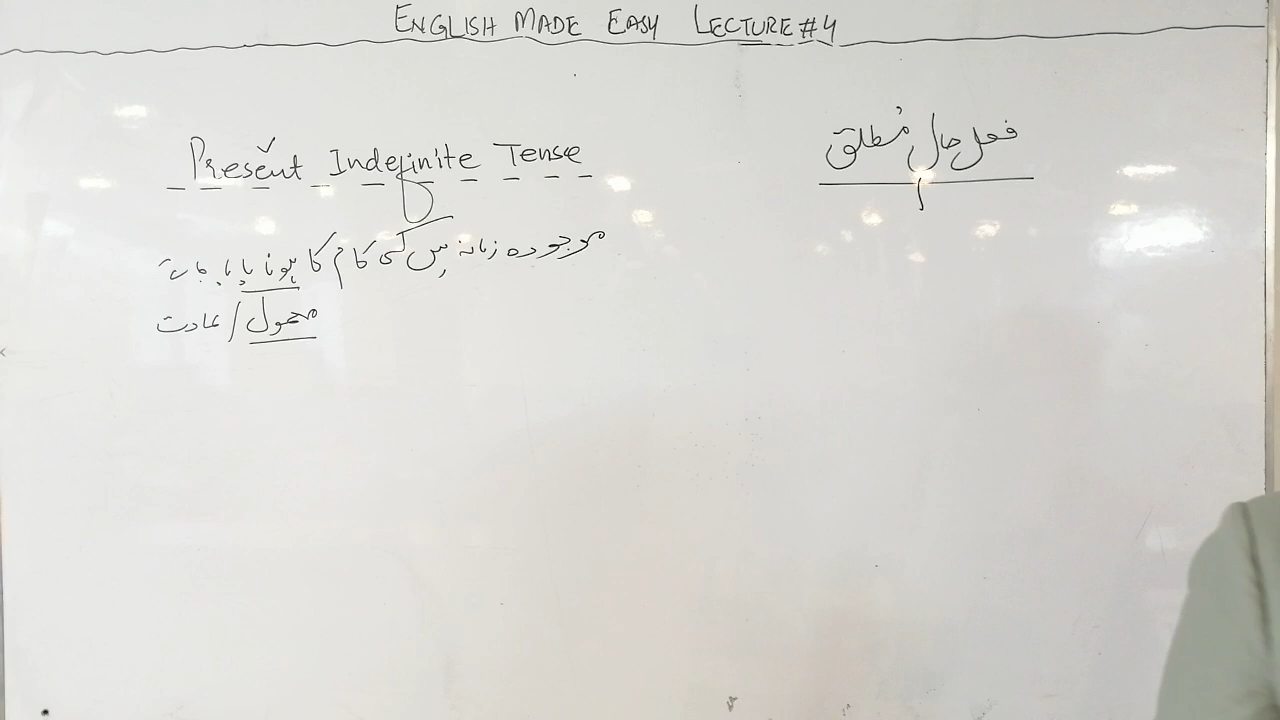 ENGLISH MADE EASY LECTURE #4
Present Indefinite Tense
فعل حال مُطلق
موجودہ زمانہ میں کسی کام کا ہونا پایا جائے
معمول / عادت